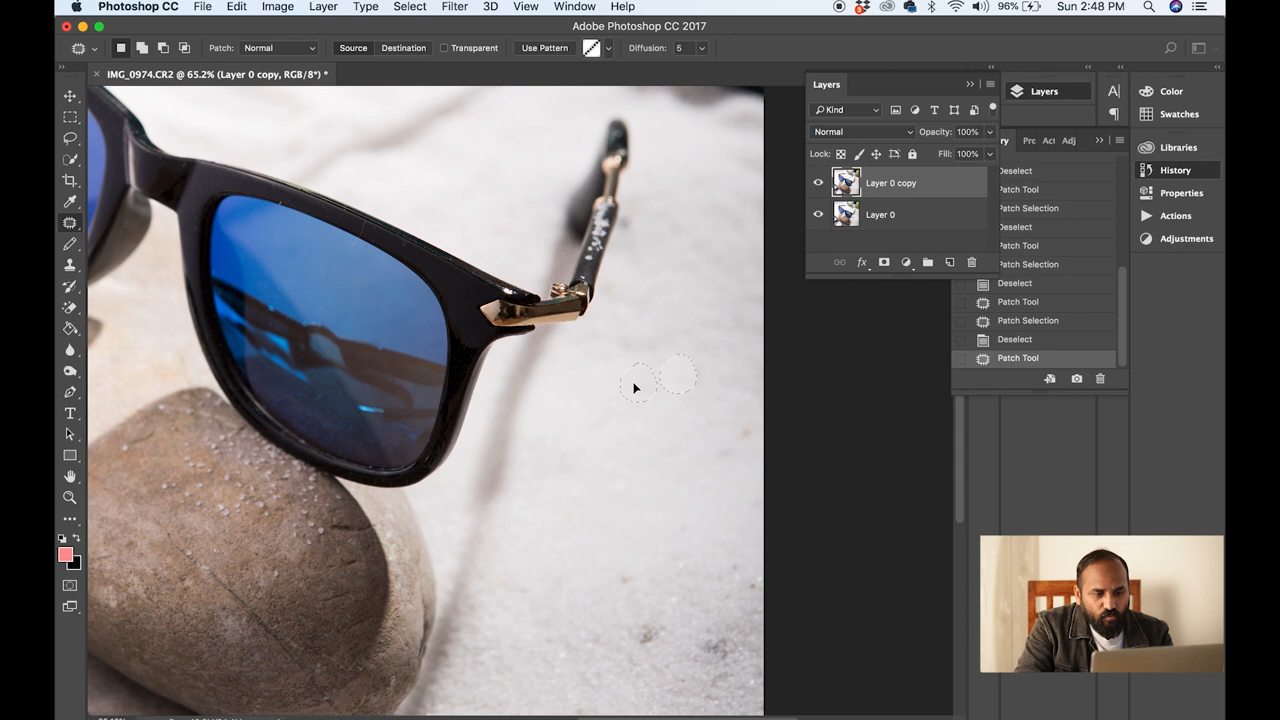 Photoshop CC File Edit Image Layer Type Select Filter 3D View Window Help 96% Sun 2:48 PM
Adobe Photoshop CC 2017
Patch: Normal Source Destination Transparent Use Pattern Diffusion: 5
IMG_0974.CR2 @ 65.2% (Layer 0 copy, RGB/8*) *
Layers
Kind
Normal Opacity: 100%
Lock: Fill: 100%
Layer 0 copy
Layer 0
fx
Layers
Color
Swatches
ry Prc Act Adj
Libraries
History
Properties
Actions
Adjustments
Deselect
Patch Tool
Patch Selection
Deselect
Patch Tool
Patch Selection
Deselect
Patch Tool
Patch Selection
Deselect
Patch Tool